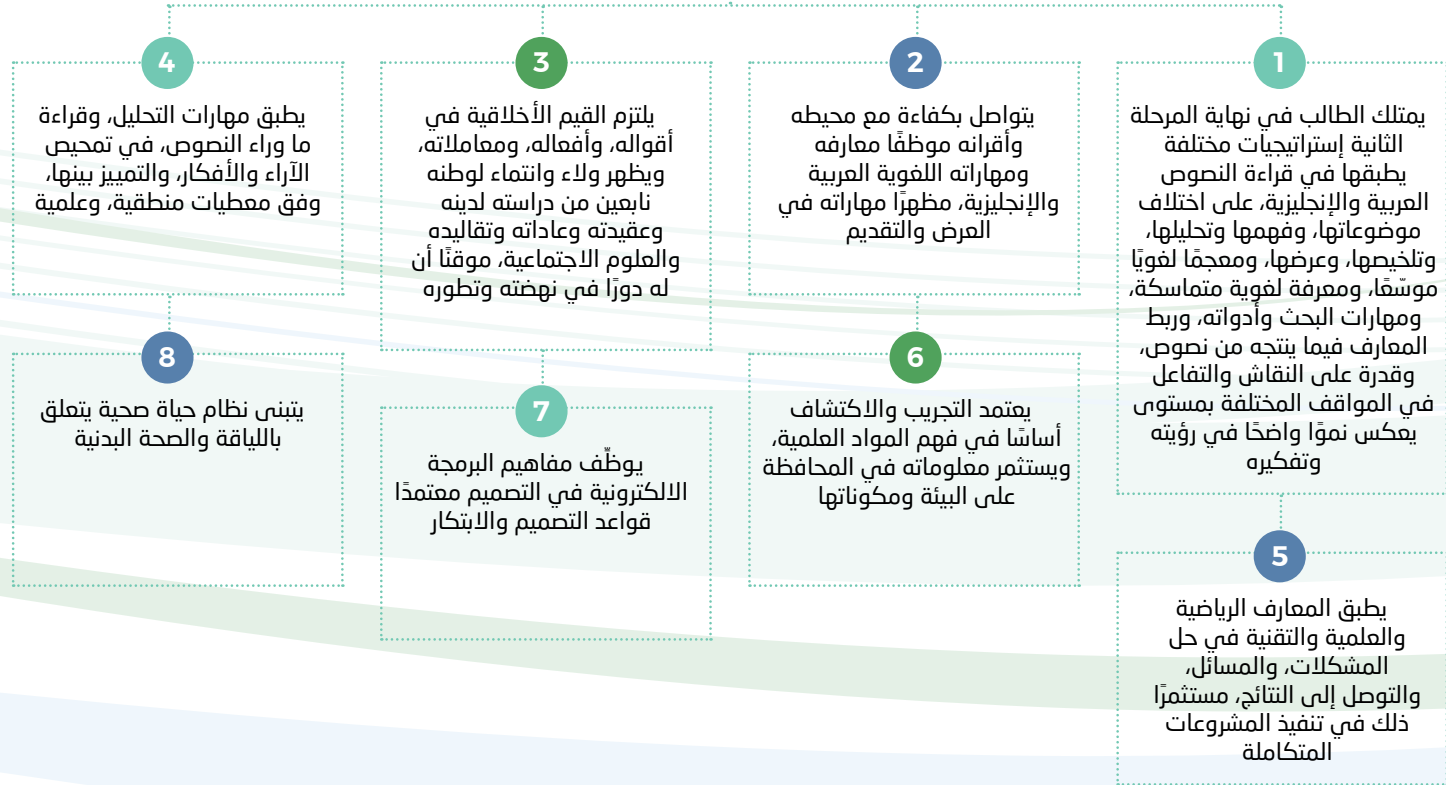 1
يمتلك الطالب في نهاية المرحلة
الثانية إستراتيجيات مختلفة
يطبقها في قراءة النصوص
العربية والإنجليزية، على اختلاف
موضوعاتها، وفهمها وتحليلها،
وتلخيصها، وعرضها، ومعجمًا لغويًا
موسّعًا، ومعرفة لغوية متماسكة،
ومهارات البحث وأدواته، وربط
المعارف فيما ينتجه من نصوص،
وقدرة على النقاش والتفاعل
في المواقف المختلفة بمستوى
يعكس نموًا واضحًا في رؤيته
وتفكيره
2
يتواصل بكفاءة مع محيطه
وأقرانه موظفًا معارفه
ومهاراته اللغوية العربية
والإنجليزية، مظهرًا مهاراته في
العرض والتقديم
3
يلتزم القيم الأخلاقية في
أقواله، وأفعاله، ومعاملاته،
ويظهر ولاء وانتماء لوطنه
نابعين من دراسته لدينه
وعقيدته وعاداته وتقاليده
والعلوم الاجتماعية، موقنًا أن
له دورًا في نهضته وتطوره
4
يطبق مهارات التحليل، وقراءة
ما وراء النصوص، في تمحيص
الآراء والأفكار، والتمييز بينها،
وفق معطيات منطقية، وعلمية
5
يطبق المعارف الرياضية
والعلمية والتقنية في حل
المشكلات، والمسائل،
والتوصل إلى النتائج، مستثمرًا
ذلك في تنفيذ المشروعات
المتكاملة
6
يعتمد التجريب والاكتشاف
أساسًا في فهم المواد العلمية،
ويستثمر معلوماته في المحافظة
على البيئة ومكوناتها
7
يوظّف مفاهيم البرمجة
الالكترونية في التصميم معتمدًا
قواعد التصميم والابتكار
8
يتبنى نظام حياة صحية يتعلق
باللياقة والصحة البدنية